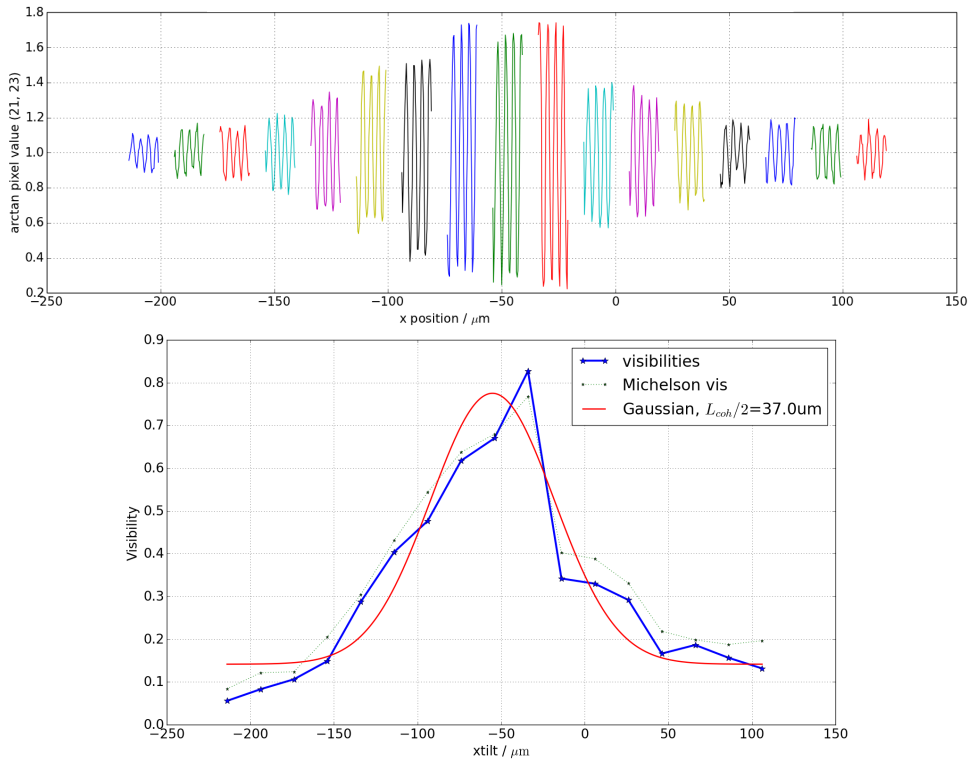 1.8
1.6
1.4
1.2
1.0
0.8
0.6
0.4
0.2
arctan pixel value (21, 23)
−250 −200 −150 −100 −50 0 50 100 150
x position / μm
0.9
0.8
0.7
0.6
0.5
0.4
0.3
0.2
0.1
0.0
Visibility
visibilities
Michelson vis
Gaussian, L_coh/2=37.0um
−250 −200 −150 −100 −50 0 50 100 150
xtilt / μm